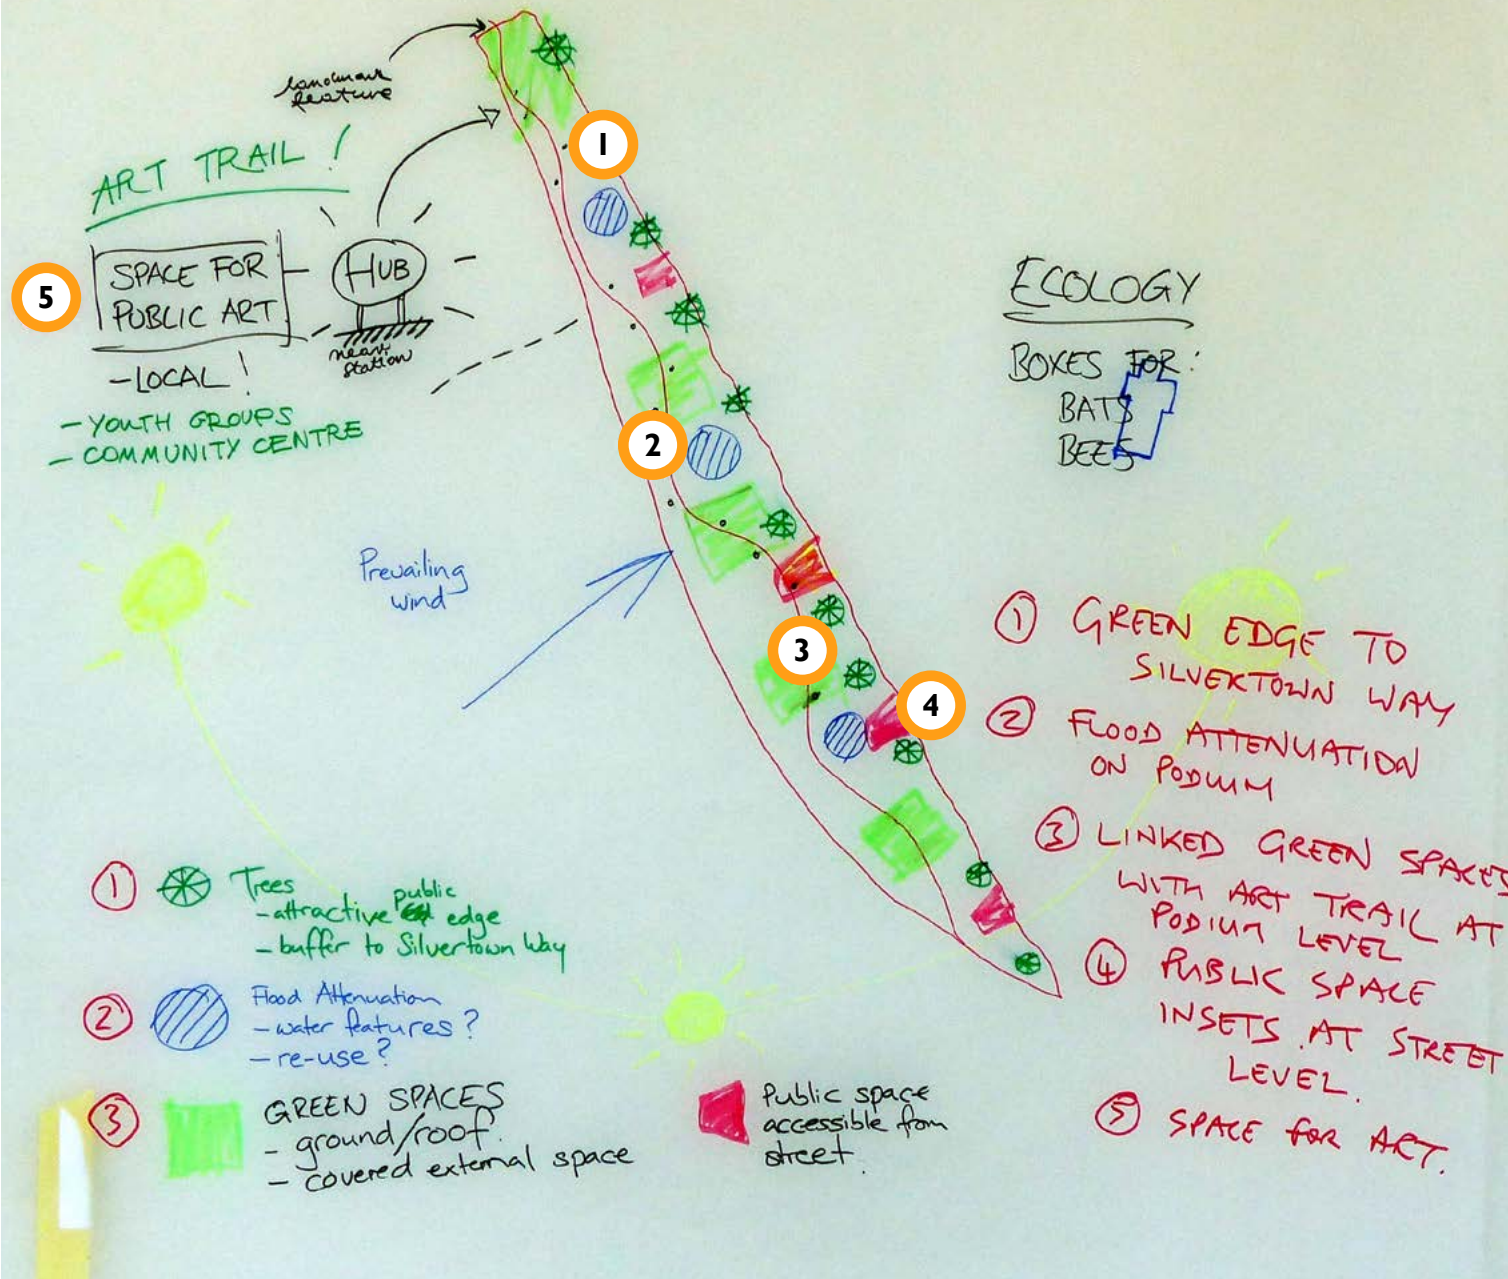 landmark
feature
ART TRAIL !
1
SPACE FOR
PUBLIC ART
5
HUB
near
station
- LOCAL !
- YOUTH GROUPS
- COMMUNITY CENTRE
2
ECOLOGY
BOXES FOR:
BATS
BEES
Prevailing
wind
3
4
1 GREEN EDGE TO
SILVERTOWN WAY
2 FLOOD ATTENUATION
ON PODIUM
3 LINKED GREEN SPACES
WITH ART TRAIL AT
PODIUM LEVEL
4 PUBLIC SPACE
INSETS AT STREET
LEVEL.
5 SPACE FOR ART.
1 Trees
- attractive public edge
- buffer to Silvertown Way
2 Flood Attenuation
- water features?
- re-use?
3 GREEN SPACES
- ground/roof.
- covered external space
Public space
accessible from
street.